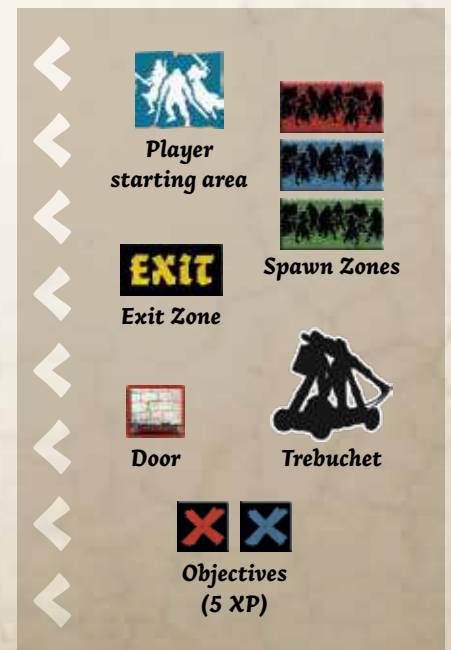 Player
starting area
Spawn Zones
EXIT
Exit Zone
Door
Trebuchet
Objectives
(5 XP)